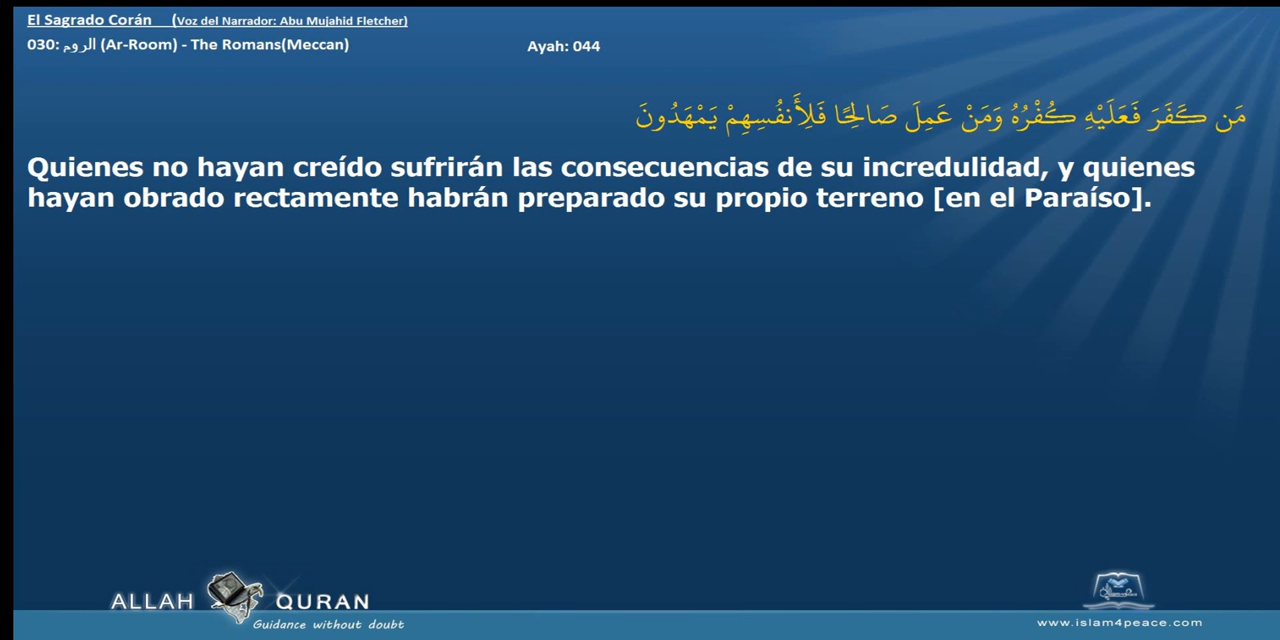 El Sagrado Corán (Voz del Narrador: Abu Mujahid Fletcher)
030: الروم (Ar-Room) - The Romans(Meccan) Ayah: 044
مَن كَفَرَ فَعَلَيْهِ كُفْرُهُ وَمَنْ عَمِلَ صَالِحًا فَلِأَنفُسِهِمْ يَمْهَدُونَ
Quienes no hayan creído sufrirán las consecuencias de su incredulidad, y quienes
hayan obrado rectamente habrán preparado su propio terreno [en el Paraíso].
ALLAH QURAN
Guidance without doubt
www.islam4peace.com